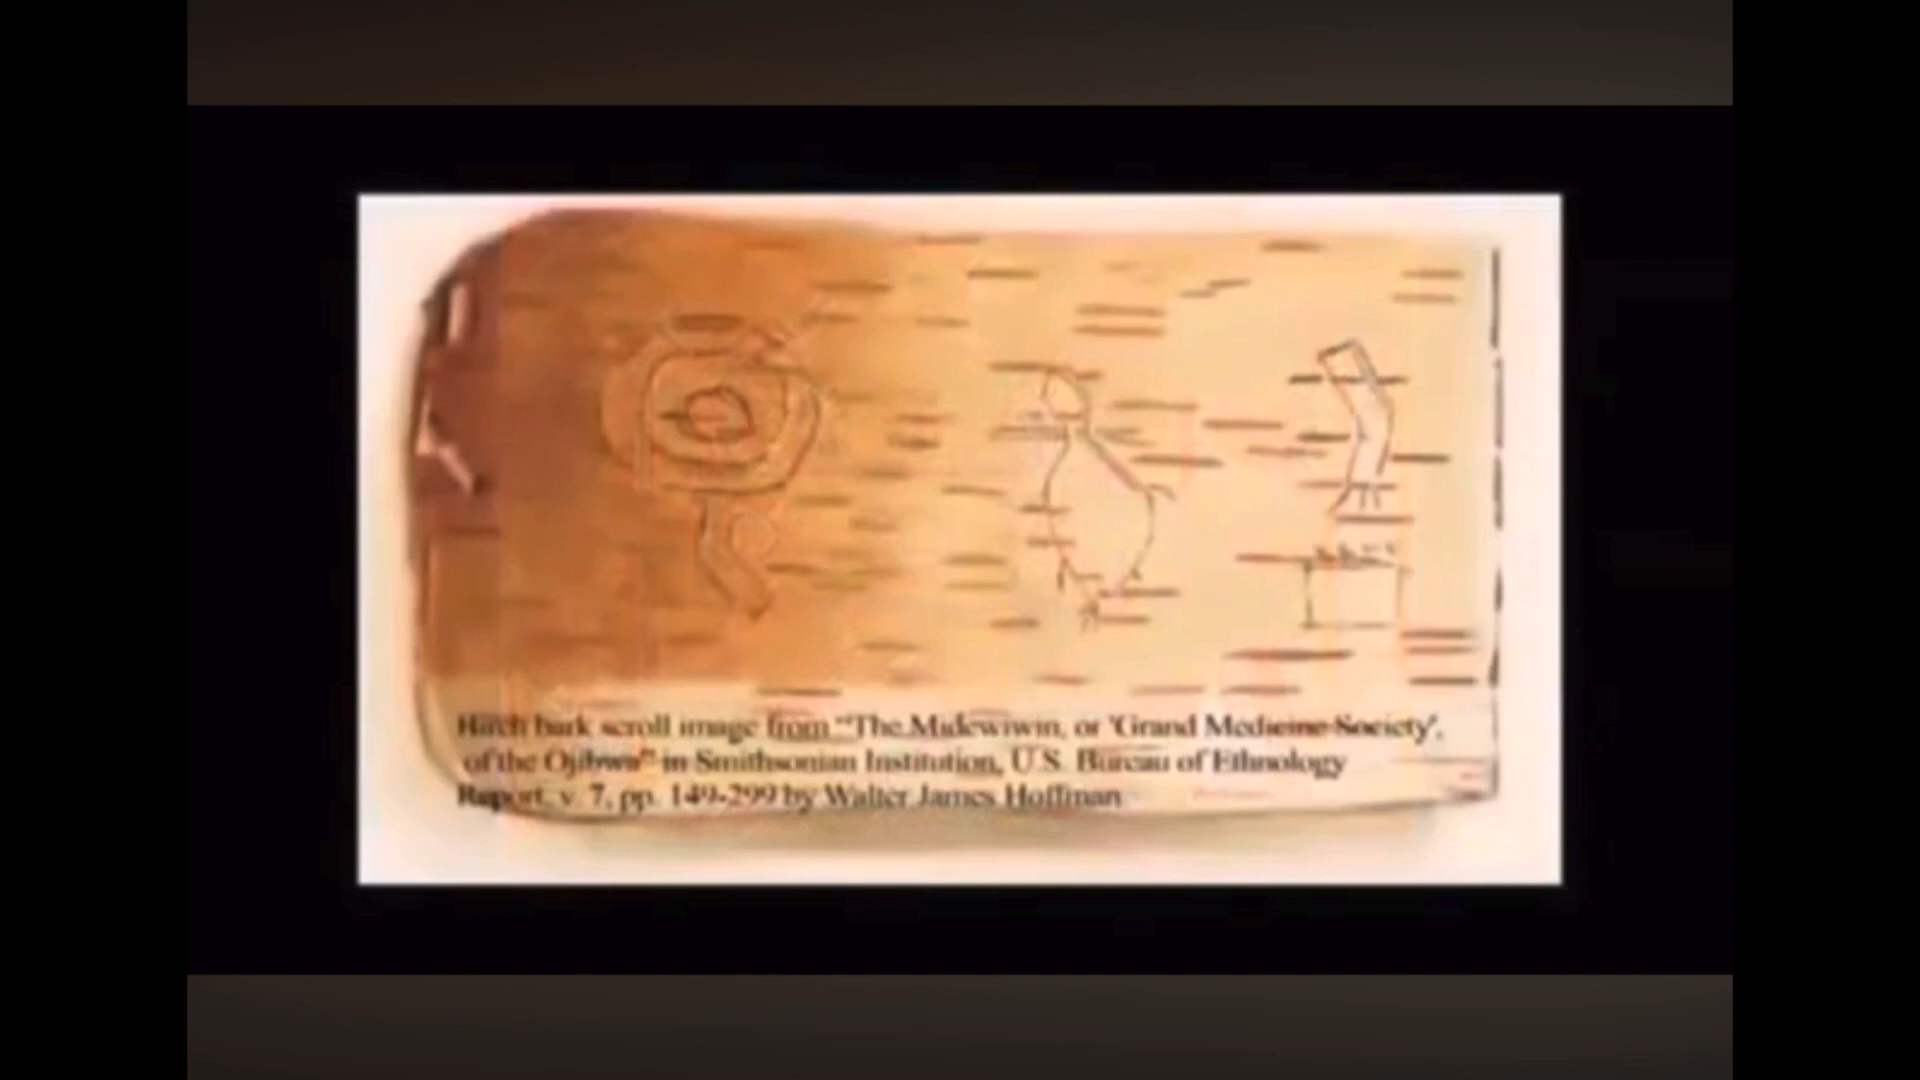 Birch bark scroll image from "The Midewiwin, or 'Grand Medicine Society',
of the Ojibwa" in Smithsonian Institution, U.S. Bureau of Ethnology
Report, v. 7, pp. 149-299 by Walter James Hoffman